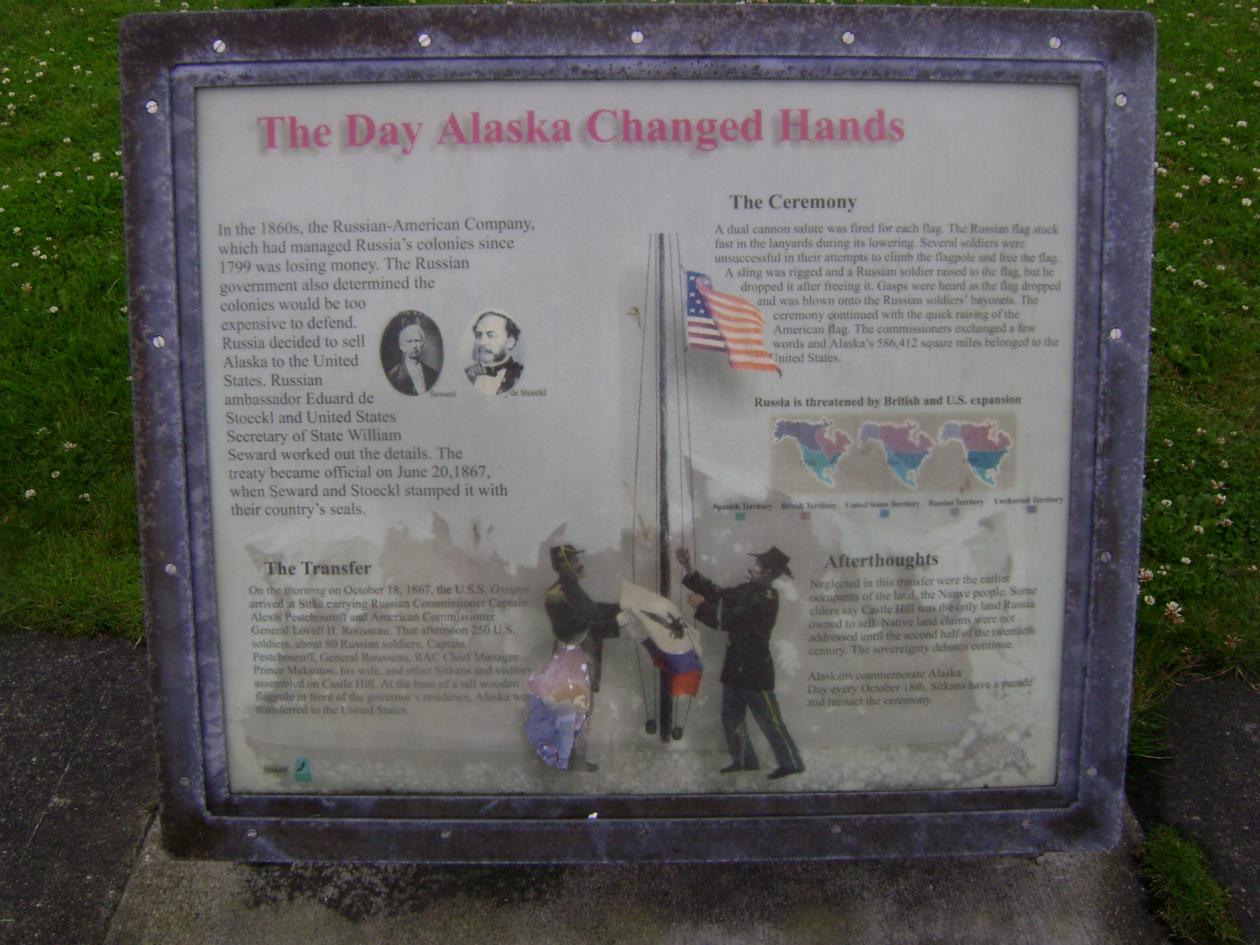 The Day Alaska Changed Hands
In the 1860s, the Russian-American Company,
which had managed Russia's colonies since
1799 was losing money. The Russian
government also determined the
colonies would be too
expensive to defend.
Russia decided to sell
Alaska to the United
States. Russian
ambassador Eduard de
Stoeckl and United States
Secretary of State William
Seward worked out the details. The
treaty became official on June 20,1867,
when Seward and Stoeckl stamped it with
their country's seals.
Seward
de Stoeckl
The Transfer
On the morning on October 18, 1867, the U.S.S. Ossipee
arrived at Sitka carrying Russian Commissioner Captain
Alexis Pestchouroff and American Commissioner
General Lovell H. Rousseau. That afternoon 250 U.S.
soldiers, about 80 Russian soldiers, Captain
Pestchouroff, General Rousseau, RAC Chief Manager
Prince Maksutov, his wife, and other Sitkans and visitors
assembled on Castle Hill. At the base of a tall wooden
flagpole in front of the governor's residence, Alaska wa
transferred to the United States.
The Ceremony
A dual cannon salute was fired for each flag. The Russian flag stuck
fast in the lanyards during its lowering. Several soldiers were
unsuccessful in their attempts to climb the flagpole and free the flag.
A sling was rigged and a Russian soldier raised to the flag, but he
dropped it after freeing it. Gasps were heard as the flag dropped
and was blown onto the Russian soldiers' bayonets. The
ceremony continued with the quick raising of the
American flag. The commissioners exchanged a few
words and Alaska's 586,412 square miles belonged to the
United States.
Russia is threatened by British and U.S. expansion
Spanish Territory British Territory United States Territory Russian Territory Uncharted Territory
Afterthoughts
Neglected in this transfer were the earlier
occupants of the land, the Native people. Some
elders say Castle Hill was the only land Russia
owned to sell. Native land claims were not
addressed until the second half of the twentieth
century. The sovereignty debates continue.
Alaskans commemorate Alaska
Day every October 18th. Sitkans have a parade
and reenact the ceremony.